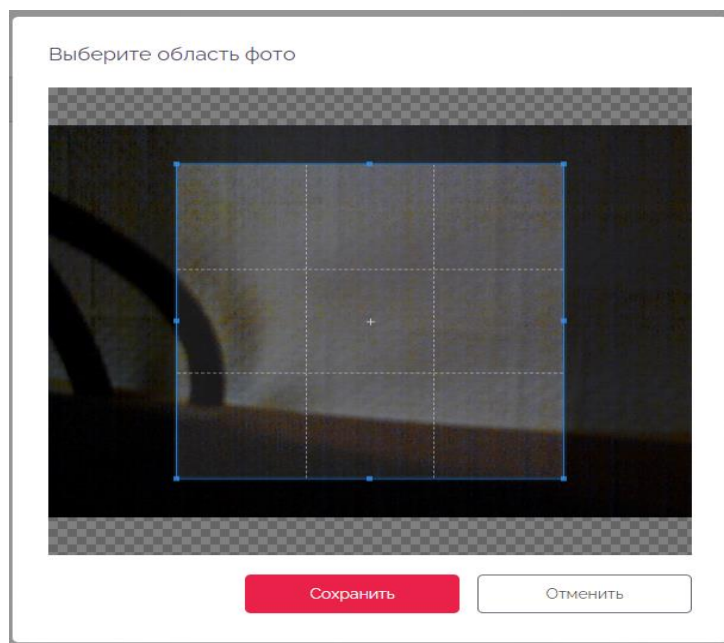 Выберите область фото
Сохранить
Отменить